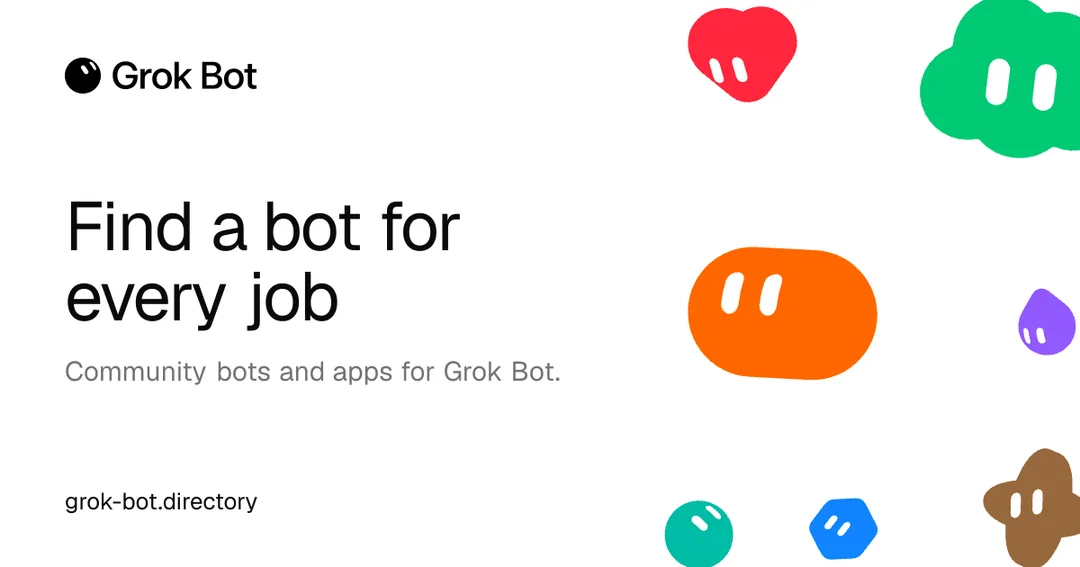 Grok Bot
Find a bot for
every job
Community bots and apps for Grok Bot.
grok-bot.directory